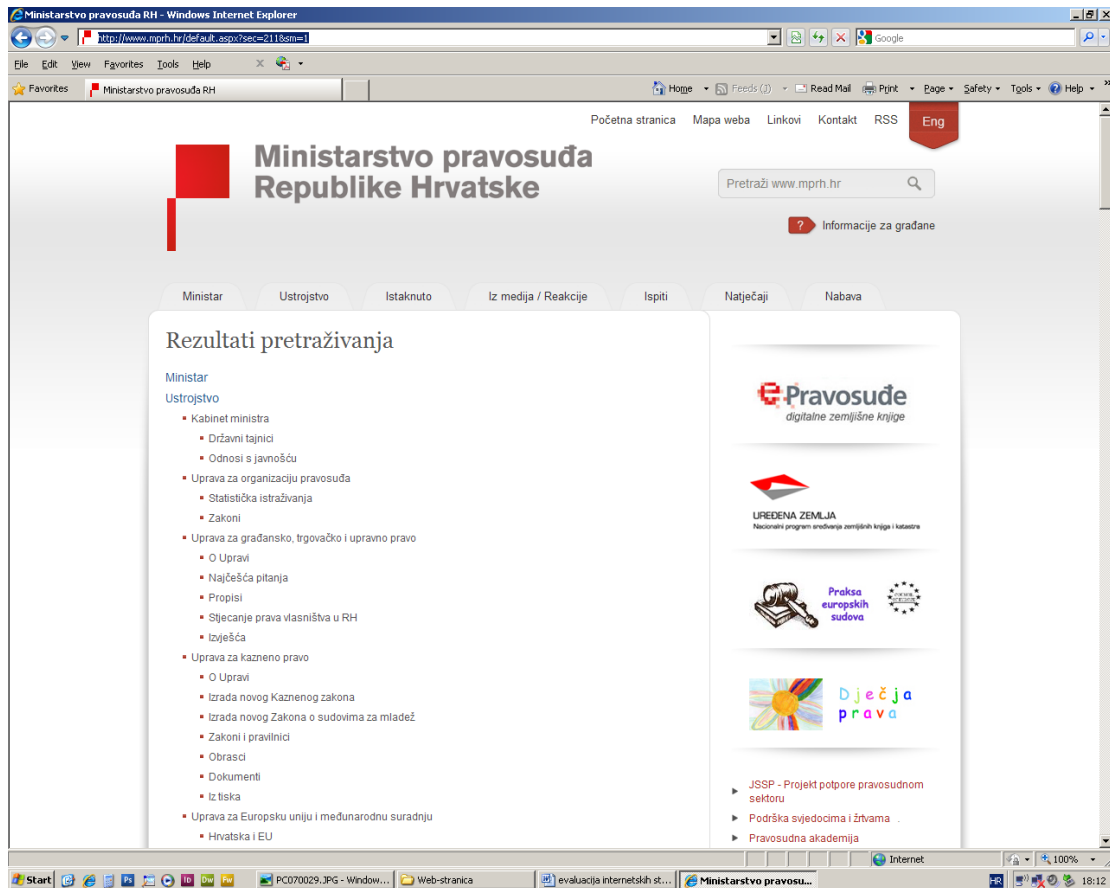 Ministarstvo pravosuđa RH - Windows Internet Explorer
http://www.mprh.hr/default.aspx?sec=211&sm=1
Google
File Edit View Favorites Tools Help
Favorites Ministarstvo pravosuđa RH Home Feeds (J) Read Mail Print Page Safety Tools Help
Početna stranica Mapa weba Linkovi Kontakt RSS Eng
Ministarstvo pravosuđa
Republike Hrvatske
Pretraži www.mprh.hr
? Informacije za građane
Ministar Ustrojstvo Istaknuto Iz medija / Reakcije Ispiti Natječaji Nabava
Rezultati pretraživanja
Ministar
Ustrojstvo
Kabinet ministra
Državni tajnici
Odnosi s javnošću
Uprava za organizaciju pravosuđa
Statistička istraživanja
Zakoni
Uprava za građansko, trgovačko i upravno pravo
O Upravi
Najčešća pitanja
Propisi
Stjecanje prava vlasništva u RH
Izvješća
Uprava za kazneno pravo
O Upravi
Izrada novog Kaznenog zakona
Izrada novog Zakona o sudovima za mladež
Zakoni i pravilnici
Obrasci
Dokumenti
Iz tiska
Uprava za Europsku uniju i međunarodnu suradnju
Hrvatska i EU
e-Pravosuđe
digitalne zemljišne knjige
UREĐENA ZEMLJA
Nacionalni program sređivanja zemljišnih knjiga i katastra
Praksa
europskih
sudova
Dječja
prava
JSSP - Projekt potpore pravosudnom
sektoru
Podrška svjedocima i žrtvama .
Pravosudna akademija
Internet 100%
Start PC070029.JPG - Window... Web-stranica evaluacija internetskih st... Ministarstvo pravosu... HR 18:12